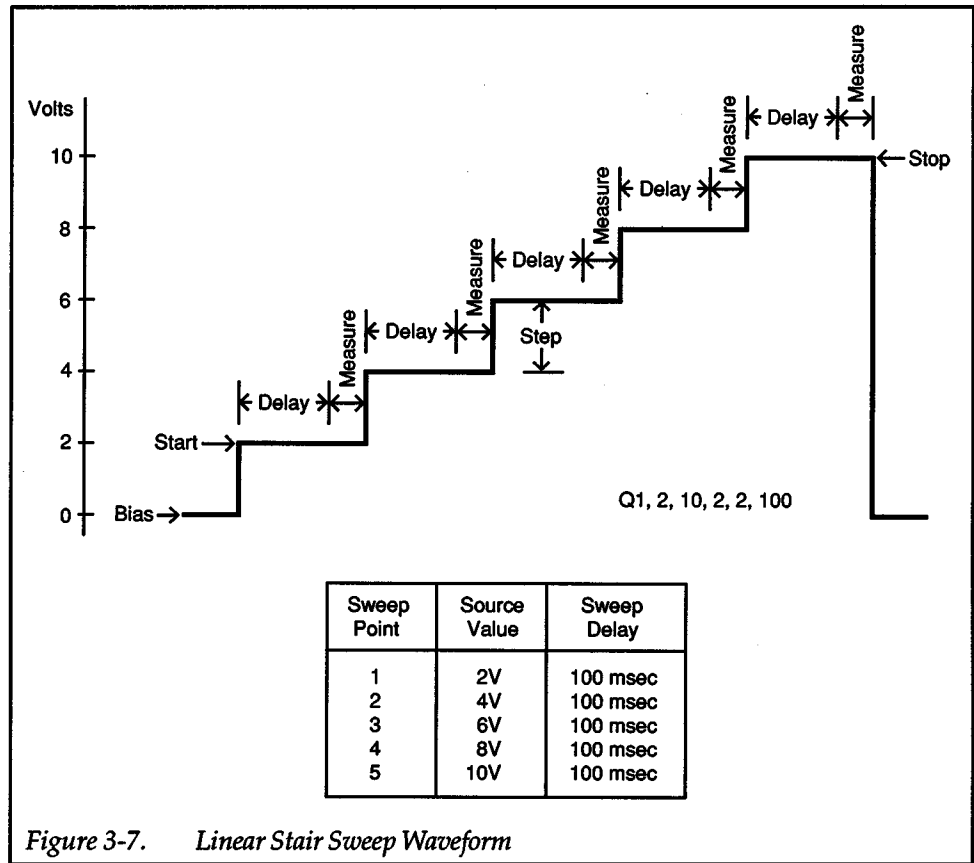 Volts
10
8
6
4
2
0
Bias
Start
Delay
Measure
Delay
Measure
Delay
Measure
Step
Delay
Measure
Delay
Measure
Stop
Q1, 2, 10, 2, 2, 100
Sweep Point Source Value Sweep Delay
1 2V 100 msec
2 4V 100 msec
3 6V 100 msec
4 8V 100 msec
5 10V 100 msec
Figure 3-7. Linear Stair Sweep Waveform